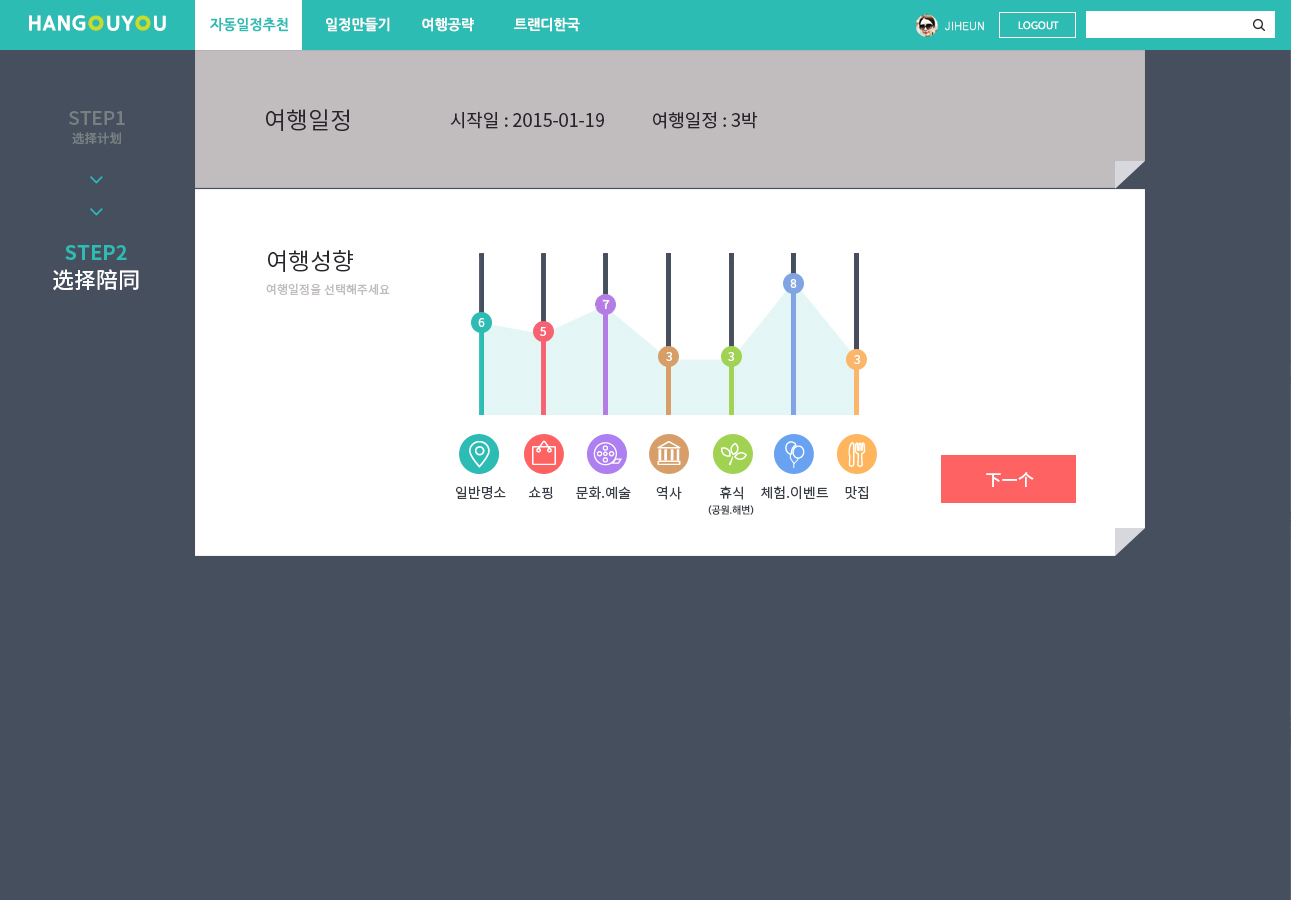 HANGOUYOU
자동일정추천
일정만들기
여행공략
트랜디한국
JIHEUN
LOGOUT
STEP1
选择计划
STEP2
选择陪同
여행일정
시작일 : 2015-01-19
여행일정 : 3박
여행성향
여행일정을 선택해주세요
6
5
7
3
3
8
3
일반명소
쇼핑
문화.예술
역사
휴식
(공원.해변)
체험.이벤트
맛집
下一个